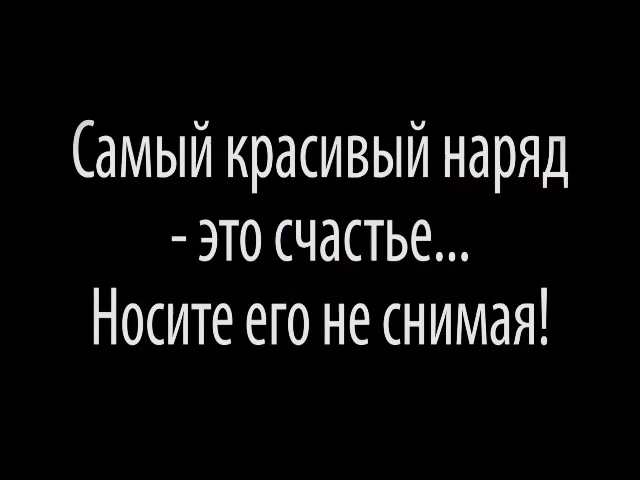 Самый красивый наряд
- это счастье...
Носите его не снимая!